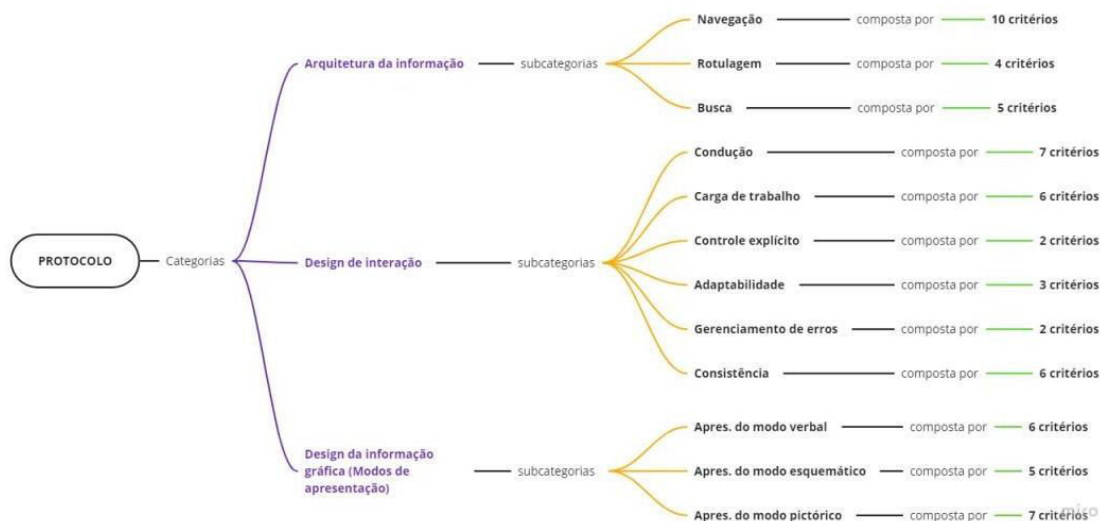 PROTOCOLO
Categorias
Arquitetura da informação
subcategorias
Navegação composta por 10 critérios
Rotulagem composta por 4 critérios
Busca composta por 5 critérios
Design de interação
subcategorias
Condução composta por 7 critérios
Carga de trabalho composta por 6 critérios
Controle explícito composta por 2 critérios
Adaptabilidade composta por 3 critérios
Gerenciamento de erros composta por 2 critérios
Consistência composta por 6 critérios
Design da informação
gráfica (Modos de
apresentação)
subcategorias
Apres. do modo verbal composta por 6 critérios
Apres. do modo esquemático composta por 5 critérios
Apres. do modo pictórico composta por 7 critérios
miro